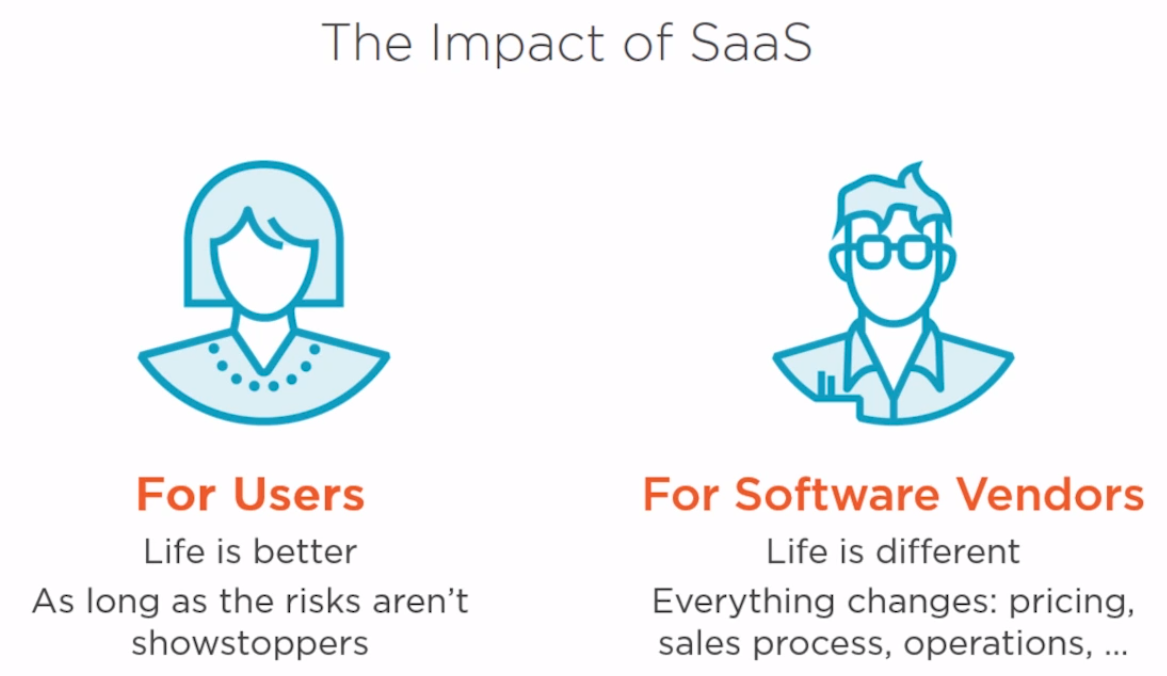 The Impact of SaaS
For Users
Life is better
As long as the risks aren’t
showstoppers
For Software Vendors
Life is different
Everything changes: pricing,
sales process, operations, ...